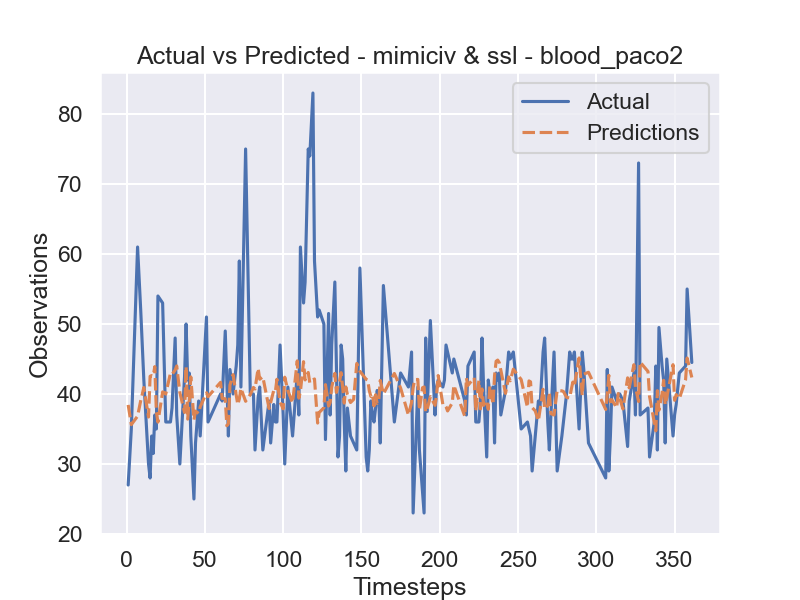 Actual vs Predicted - mimiciv & ssl - blood_paco2
Actual
Predictions
Observations
80
70
60
50
40
30
20
0 50 100 150 200 250 300 350
Timesteps